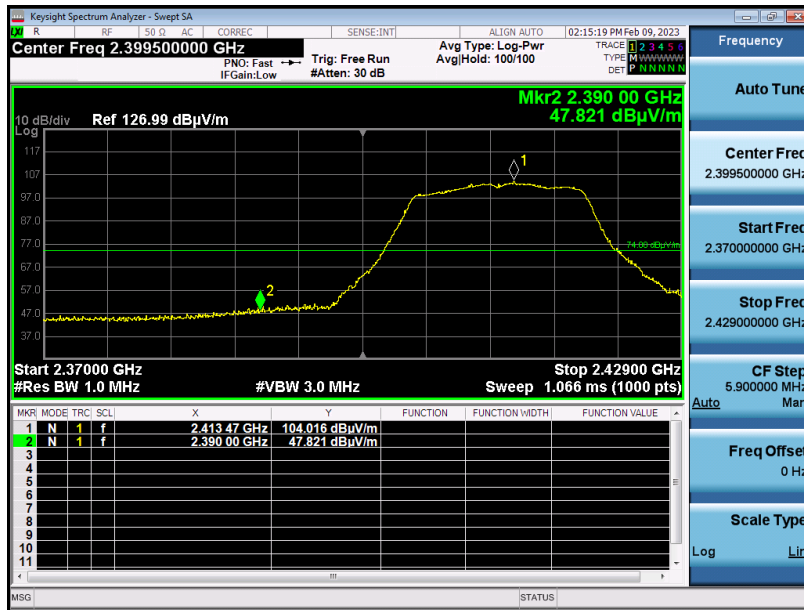 Keysight Spectrum Analyzer - Swept SA
LXI R RF 50 Ω AC CORREC SENSE:INT ALIGN AUTO 02:15:19 PM Feb 09, 2023
Center Freq 2.399500000 GHz
PNO: Fast
IFGain:Low
Trig: Free Run
#Atten: 30 dB
Avg Type: Log-Pwr
Avg|Hold: 100/100
TRACE 1 2 3 4 5 6
TYPE M W W W W W
DET P N N N N N
Mkr2 2.390 00 GHz
47.821 dBµV/m
10 dB/div Ref 126.99 dBµV/m
Log
117
107
97.0
87.0
77.0
67.0
57.0
47.0
37.0
1
2
74.00 dBµV/m
Start 2.37000 GHz Stop 2.42900 GHz
#Res BW 1.0 MHz #VBW 3.0 MHz Sweep 1.066 ms (1000 pts)
MKR MODE TRC SCL X Y FUNCTION FUNCTION WIDTH FUNCTION VALUE
1 N 1 f 2.413 47 GHz 104.016 dBµV/m
2 N 1 f 2.390 00 GHz 47.821 dBµV/m
3
4
5
6
7
8
9
10
11
MSG STATUS
Frequency
Auto Tune
Center Freq
2.399500000 GHz
Start Freq
2.370000000 GHz
Stop Freq
2.429000000 GHz
CF Step
5.900000 MHz
Auto Man
Freq Offset
0 Hz
Scale Type
Log Lin